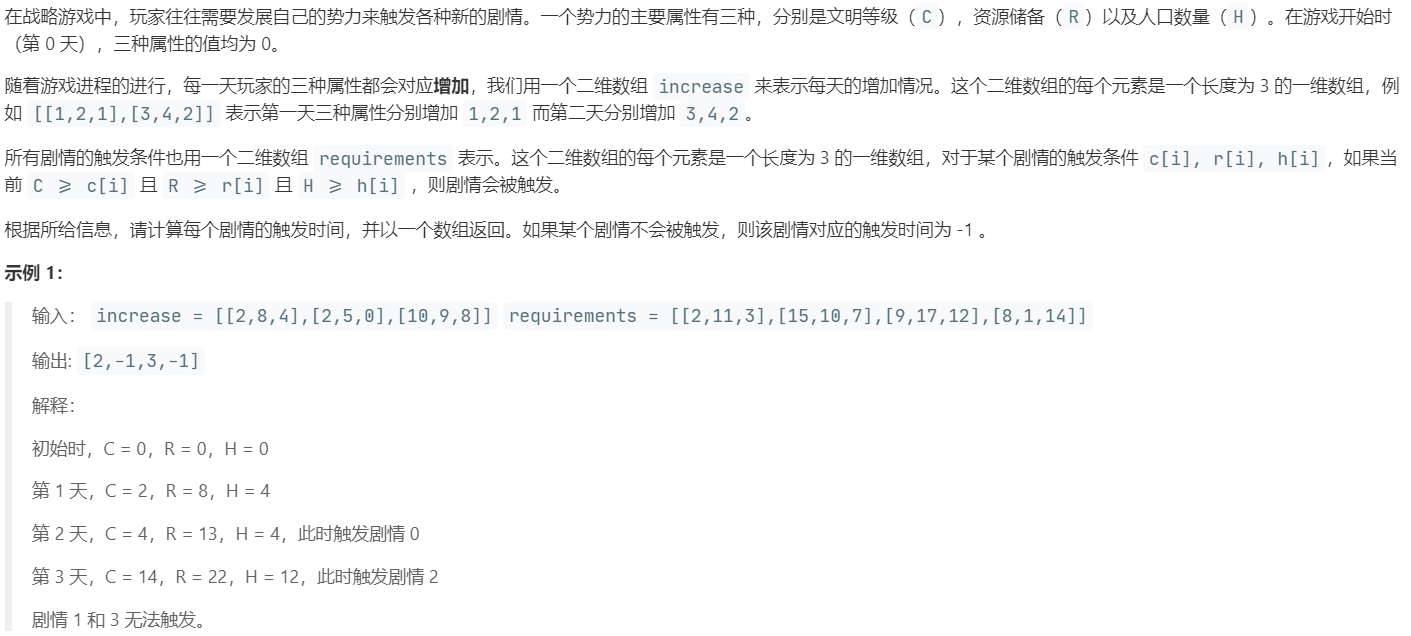 在战略游戏中，玩家往往需要发展自己的势力来触发各种新的剧情。一个势力的主要属性有三种，分别是文明等级（ C ），资源储备（ R ）以及人口数量（ H ）。在游戏开始时
（第 0 天），三种属性的值均为 0。
随着游戏进程的进行，每一天玩家的三种属性都会对应增加，我们用一个二维数组 increase 来表示每天的增加情况。这个二维数组的每个元素是一个长度为 3 的一维数组，例
如 [[1,2,1],[3,4,2]] 表示第一天三种属性分别增加 1,2,1 而第二天分别增加 3,4,2 。
所有剧情的触发条件也用一个二维数组 requirements 表示。这个二维数组的每个元素是一个长度为 3 的一维数组，对于某个剧情的触发条件 c[i], r[i], h[i]，如果当
前 C ⩾ c[i] 且 R ⩾ r[i] 且 H ⩾ h[i] ，则剧情会被触发。
根据所给信息，请计算每个剧情的触发时间，并以一个数组返回。如果某个剧情不会被触发，则该剧情对应的触发时间为 -1 。
示例 1：
输入： increase = [[2,8,4],[2,5,0],[10,9,8]] requirements = [[2,11,3],[15,10,7],[9,17,12],[8,1,14]]
输出: [2,-1,3,-1]
解释：
初始时，C = 0，R = 0，H = 0
第 1 天，C = 2，R = 8，H = 4
第 2 天，C = 4，R = 13，H = 4，此时触发剧情 0
第 3 天，C = 14，R = 22，H = 12，此时触发剧情 2
剧情 1 和 3 无法触发。